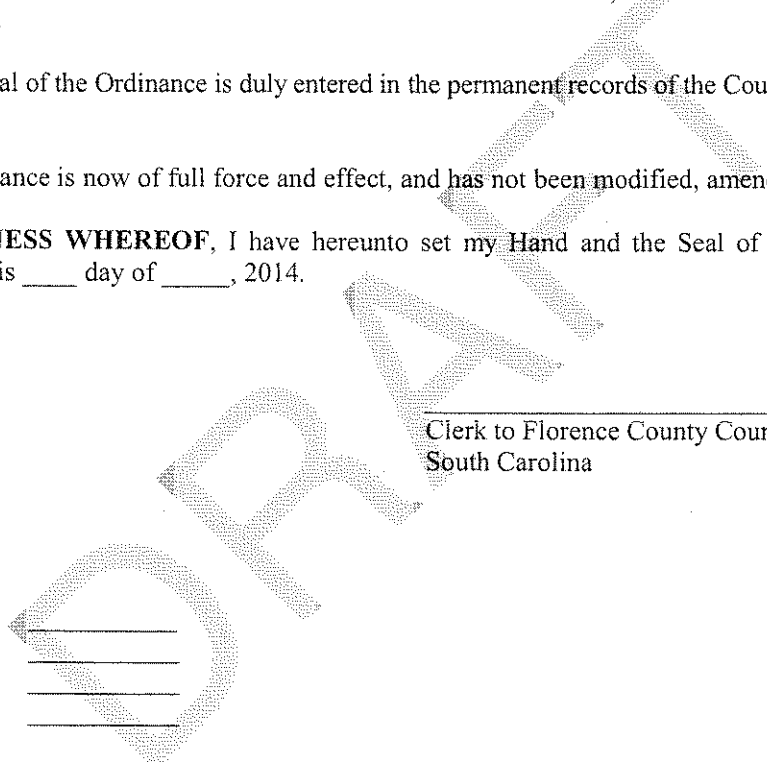 al of the Ordinance is duly entered in the permanent records of the Cou
ance is now of full force and effect, and has not been modified, amen
ESS WHEREOF, I have hereunto set my Hand and the Seal of
is ____ day of _____, 2014.
Clerk to Florence County Cour
South Carolina
DRAFT